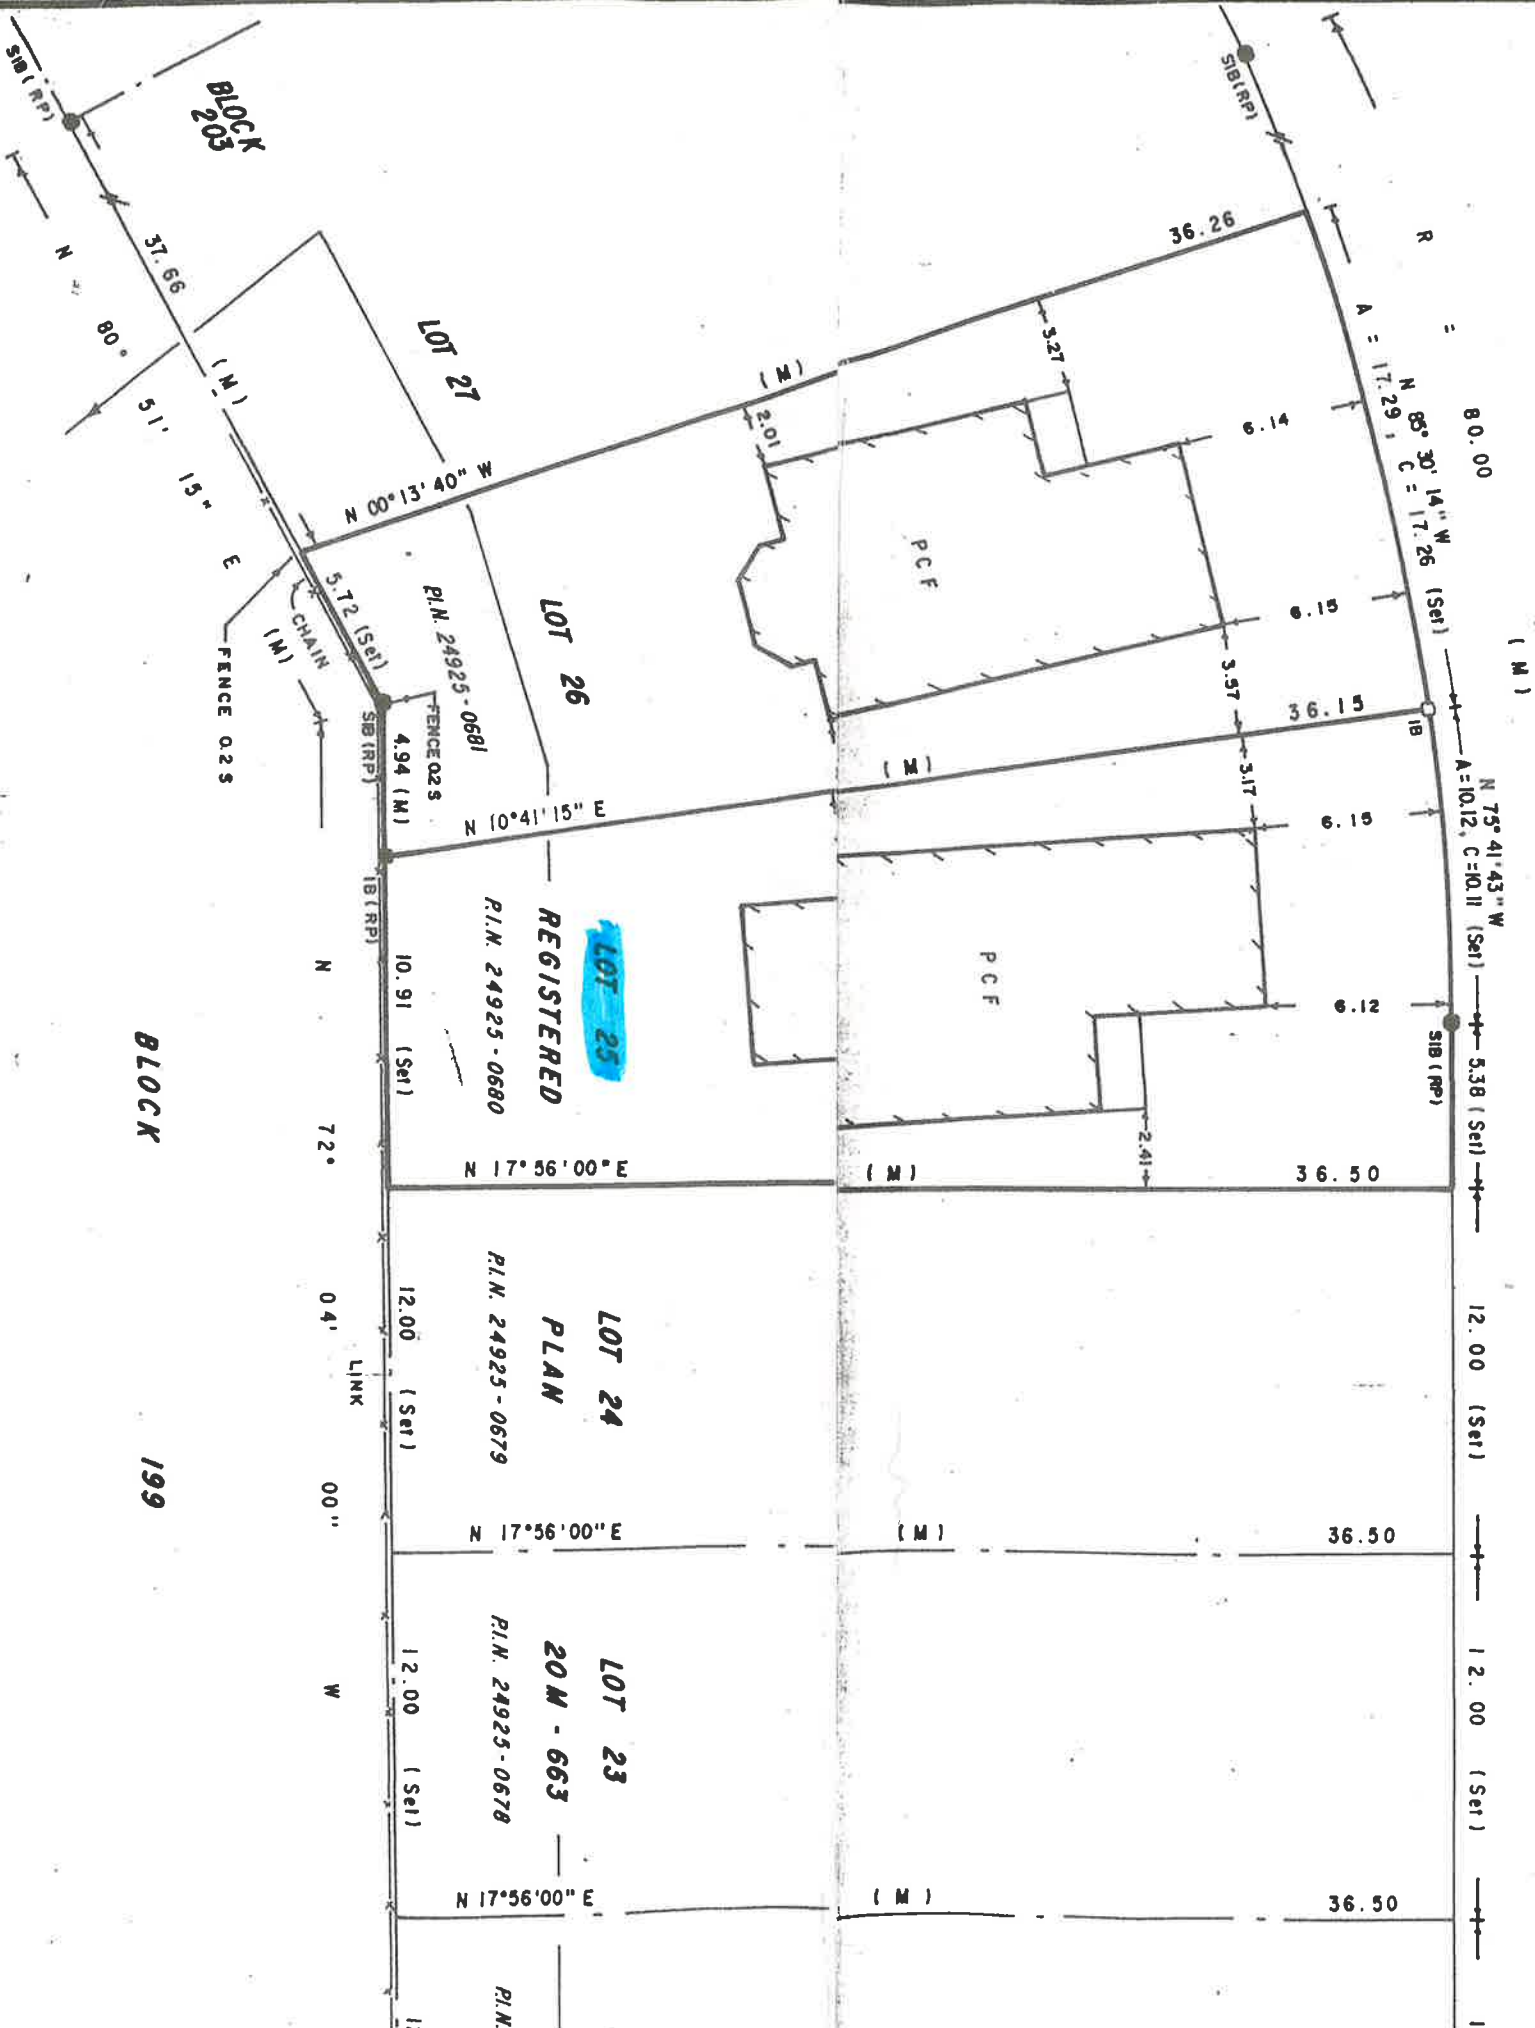 SIB (RP)
BLOCK
203
SIB (RP)
R = 80.00
(M)
N 80° 51' 15" E
37.66 (M)
LOT 27
36.26
(M)
N 00°13'40" W
3.27
2.01
6.14
N 85° 30' 14" W
A = 17.29, C = 17.26 (Set)
PCF
6.15
3.57
LOT 26
P.I.N. 24925-0681
5.72 (Set)
CHAIN
(M)
FENCE 0.2 S
FENCE 0.2 S
SIB (RP)
4.94 (M)
N 10°41'15" E
(M)
36.15
IB
3.17
6.15
N 75° 41' 43" W
A=10.12, C=10.11 (Set)
6.12
SIB (RP)
5.38 (Set)
PCF
LOT 25
REGISTERED
P.I.N. 24925-0680
IB (RP)
10.91 (Set)
2.41
N 17°56'00" E
(M)
36.50
N 72° 04' 00" W
LINK
BLOCK 199
12.00 (Set)
LOT 24
PLAN
P.I.N. 24925-0679
12.00 (Set)
N 17°56'00" E
(M)
36.50
12.00 (Set)
LOT 23
20M-663
P.I.N. 24925-0678
12.00 (Set)
N 17°56'00" E
(M)
36.50
P.I.N.